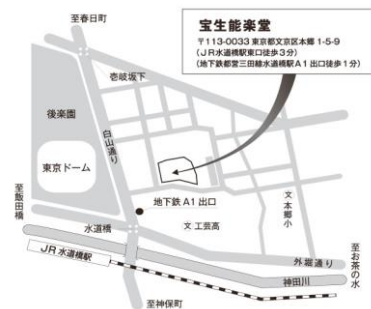 至春日町
宝生能楽堂
〒113-0033 東京都文京区本郷 1-5-9
(JR水道橋駅東口徒歩3分)
(地下鉄都営三田線水道橋駅A1出口徒歩1分)
壱岐坂下
後楽園
白山通り
東京ドーム
至飯田橋
地下鉄 A1 出口
文 本郷小
水道橋
文 工芸高
JR 水道橋駅
外堀通り
至お茶の水
神田川
至神保町